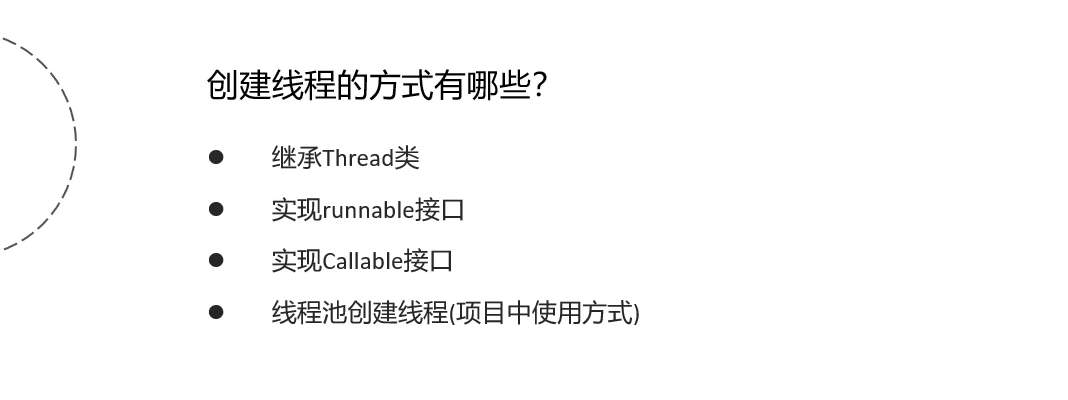 创建线程的方式有哪些？
● 继承Thread类
● 实现runnable接口
● 实现Callable接口
● 线程池创建线程(项目中使用方式)